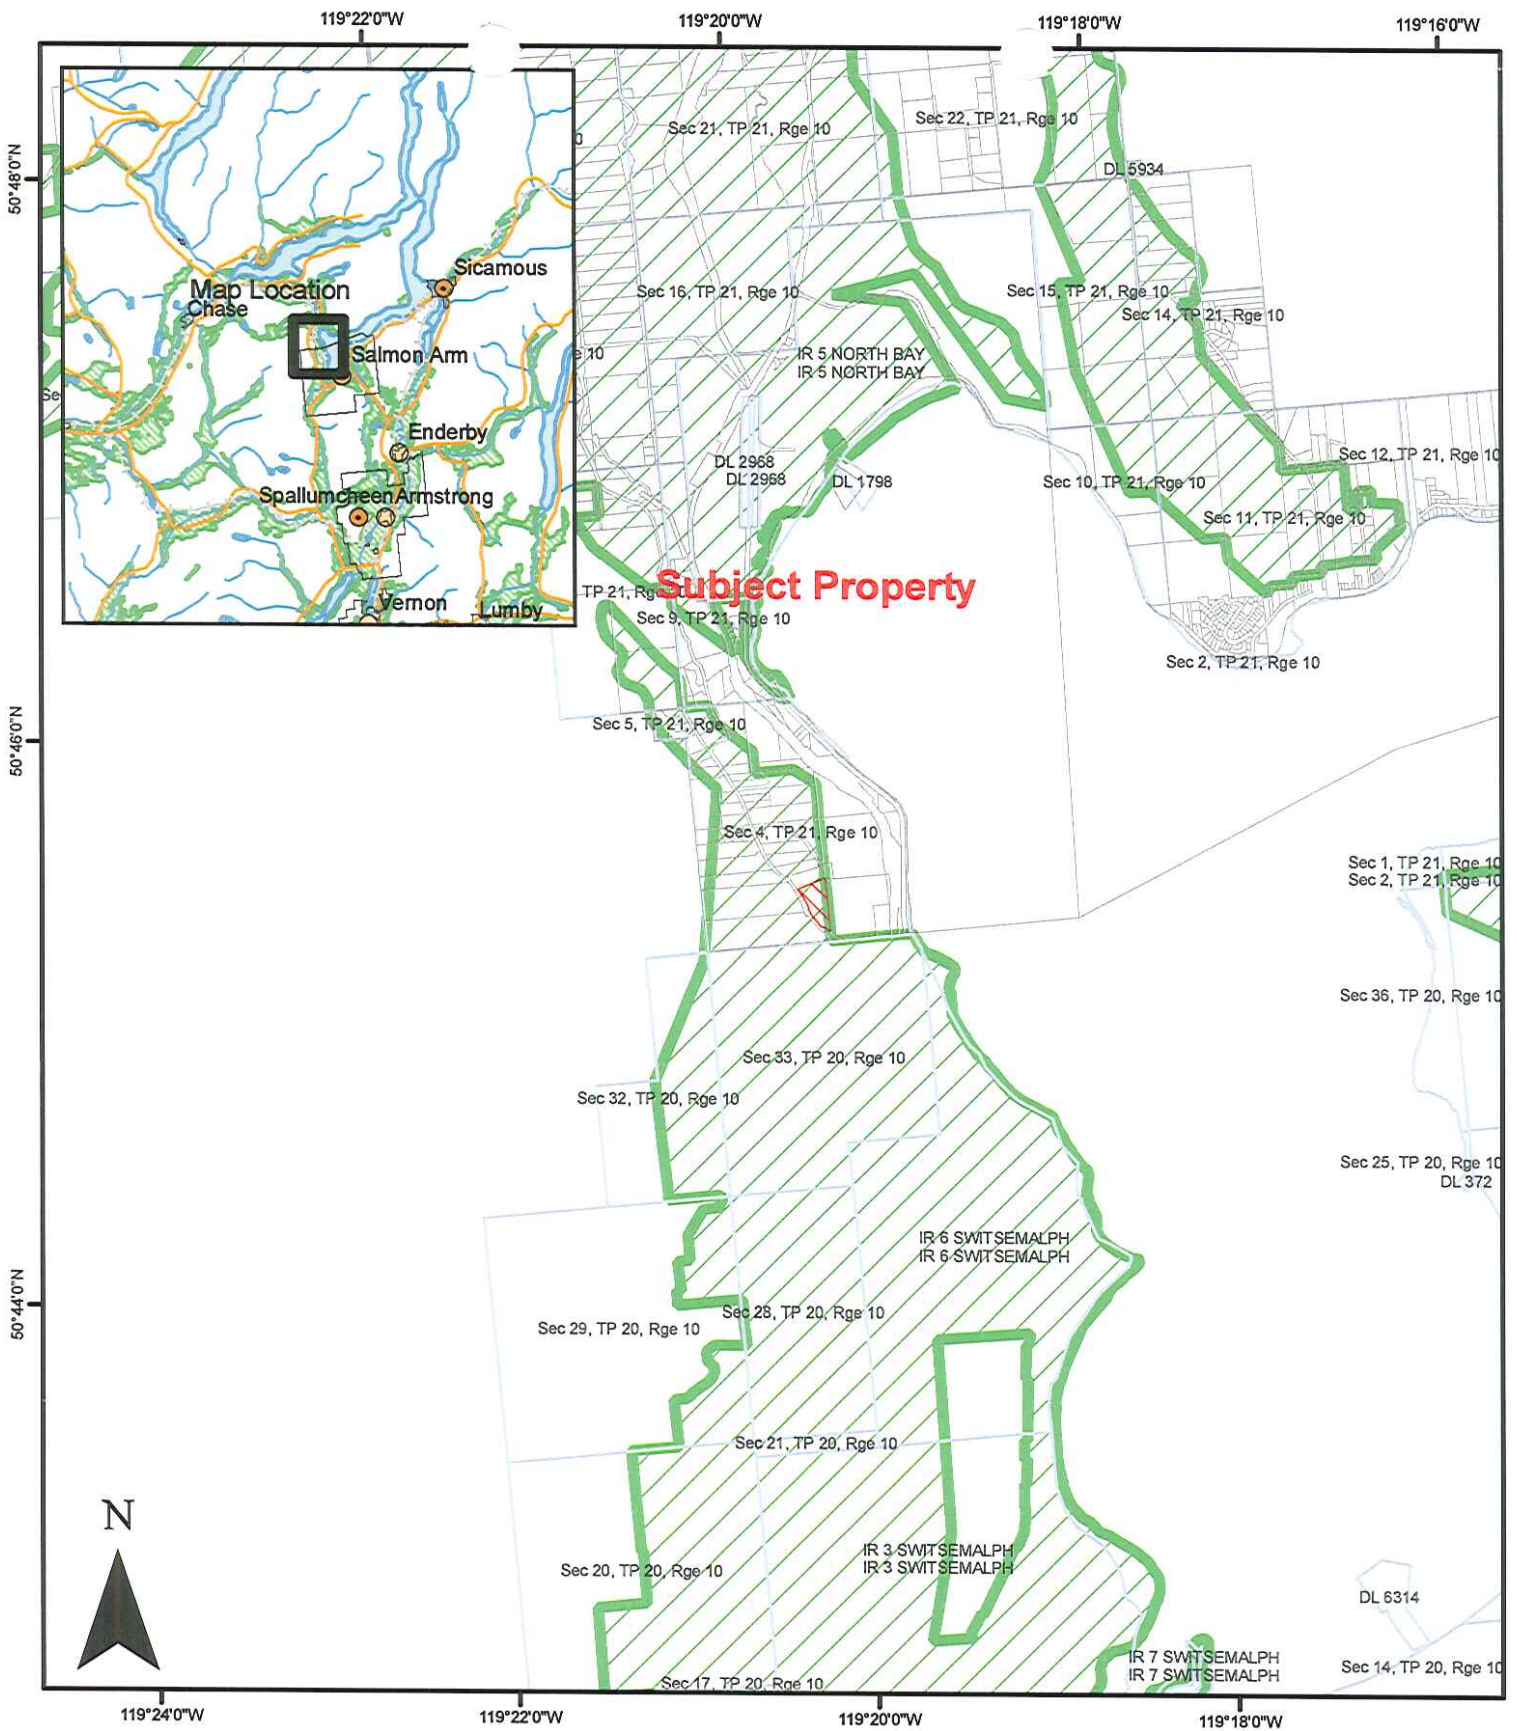 119°22'0"W
119°20'0"W
119°18'0"W
119°16'0"W
50°48'0"N
50°46'0"N
50°44'0"N
Sicamous
Map Location
Chase
Salmon Arm
Enderby
Spallumcheen Armstrong
Vernon
Lumby
Sec 21, TP 21, Rge 10
Sec 22, TP 21, Rge 10
DL 5934
Sec 16, TP 21, Rge 10
Sec 15, TP 21, Rge 10
Sec 14, TP 21, Rge 10
e 10
IR 5 NORTH BAY
IR 5 NORTH BAY
Se
DL 2968
DL 2968
DL 1798
Sec 12, TP 21, Rge 10
Sec 10, TP 21, Rge 10
Sec 11, TP 21, Rge 10
Subject Property
TP 21, Rge 10
Sec 9, TP 21, Rge 10
Sec 2, TP 21, Rge 10
Sec 5, TP 21, Rge 10
Sec 4, TP 21, Rge 10
Sec 1, TP 21, Rge 10
Sec 2, TP 21, Rge 10
Sec 36, TP 20, Rge 10
Sec 33, TP 20, Rge 10
Sec 32, TP 20, Rge 10
Sec 25, TP 20, Rge 10
DL 372
IR 6 SWITSEMALPH
IR 6 SWITSEMALPH
Sec 28, TP 20, Rge 10
Sec 29, TP 20, Rge 10
Sec 21, TP 20, Rge 10
IR 3 SWITSEMALPH
IR 3 SWITSEMALPH
Sec 20, TP 20, Rge 10
DL 6314
IR 7 SWITSEMALPH
IR 7 SWITSEMALPH
Sec 14, TP 20, Rge 10
Sec 17, TP 20, Rge 10
N
119°24'0"W
119°22'0"W
119°20'0"W
119°18'0"W